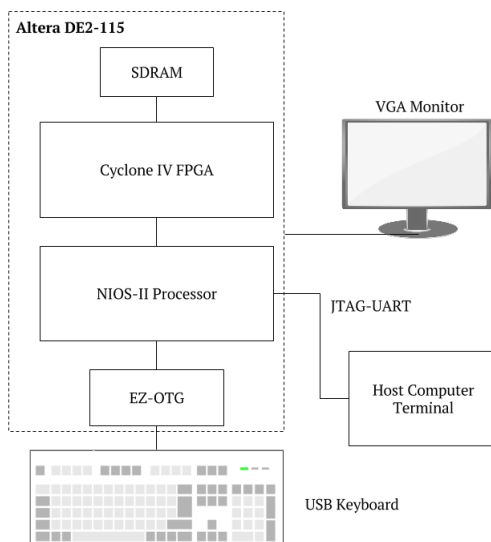 Altera DE2-115
SDRAM
VGA Monitor
Cyclone IV FPGA
NIOS-II Processor
JTAG-UART
EZ-OTG
Host Computer
Terminal
USB Keyboard